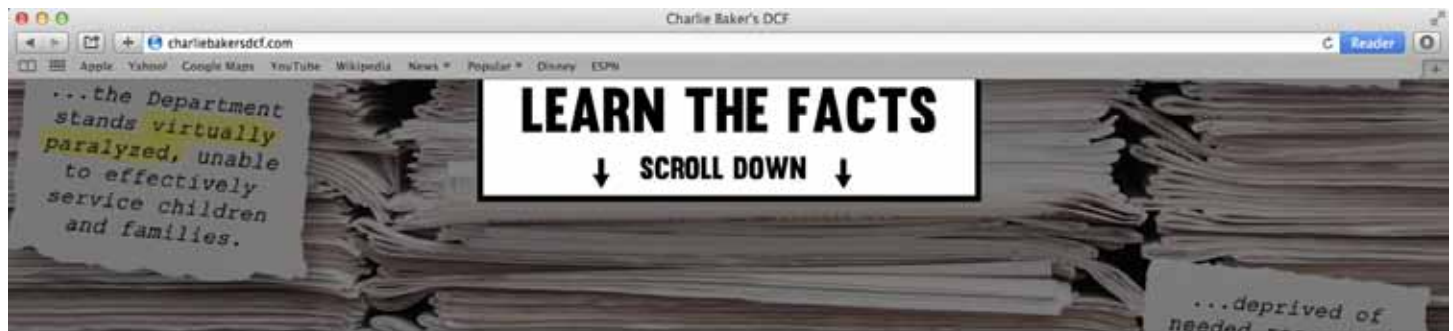 Charlie Baker's DCF
charliebakersdcf.com
Reader
Apple Yahoo! Google Maps YouTube Wikipedia News Popular Disney ESPN
...the Department
stands virtually
paralyzed, unable
to effectively
service children
and families.
LEARN THE FACTS
SCROLL DOWN
...deprived of
needed